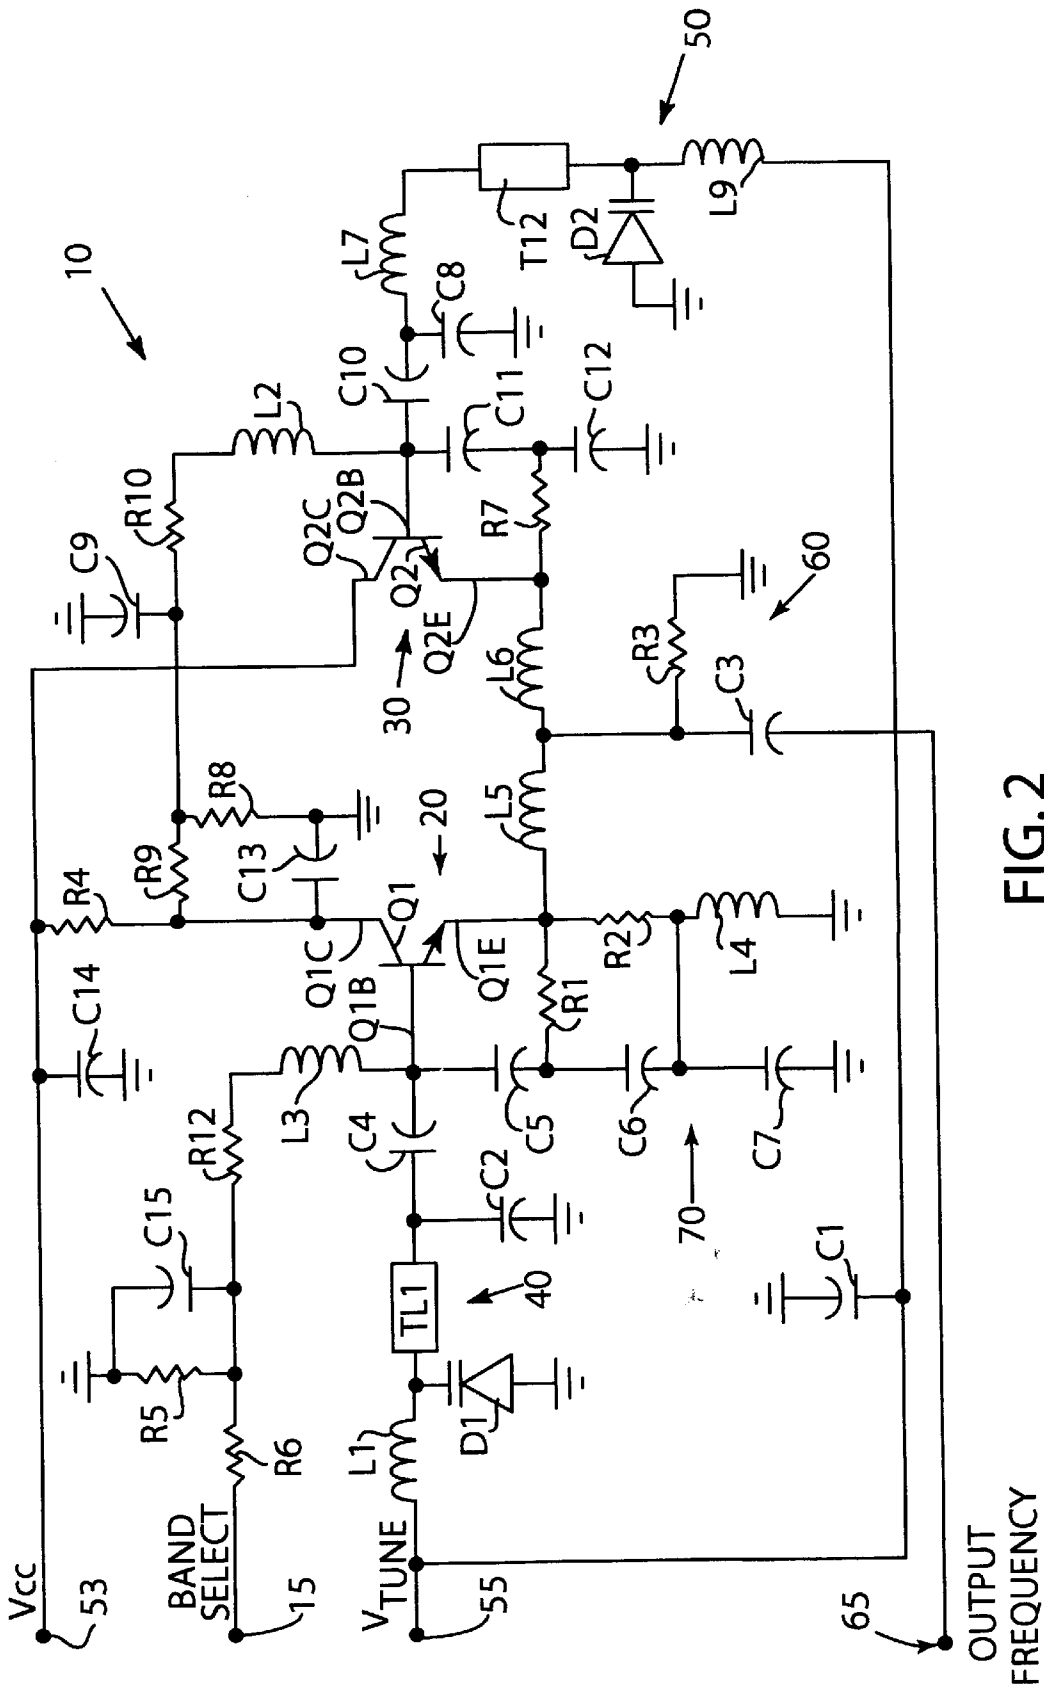 10
50
Vcc
53
C14
R4
R9
R8
C13
C9
R10
L2
BAND
SELECT
15
R6
R5
C15
R12
L3
Q1C
Q1B
Q1
Q1E
20
30
Q2C
Q2B
Q2
Q2E
C10
C8
L7
T12
D2
L9
C11
C12
R7
V TUNE
55
L1
D1
TL1
40
C2
C4
C5
R1
C6
C7
70
R2
L4
L5
L6
R3
C3
60
C1
65
OUTPUT
FREQUENCY
FIG. 2